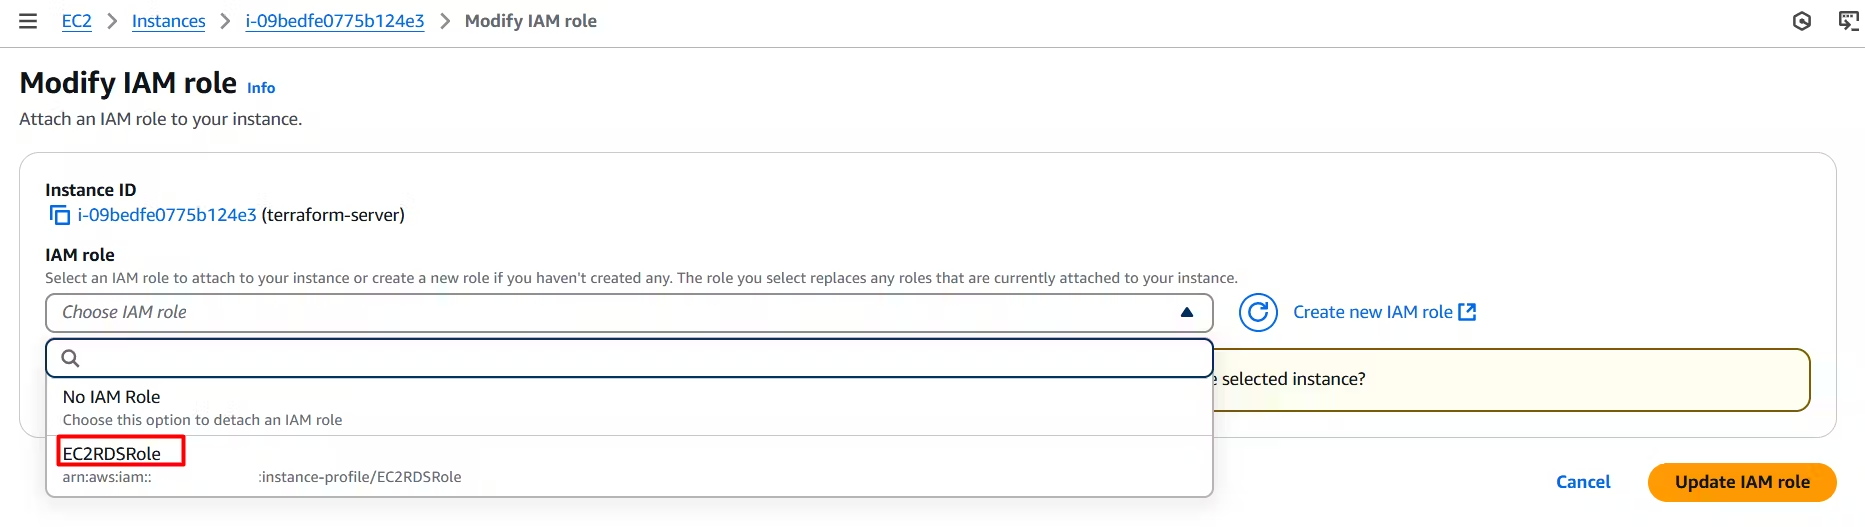 EC2 > Instances > i-09bedfe0775b124e3 > Modify IAM role
Modify IAM role Info
Attach an IAM role to your instance.
Instance ID
i-09bedfe0775b124e3 (terraform-server)
IAM role
Select an IAM role to attach to your instance or create a new role if you haven't created any. The role you select replaces any roles that are currently attached to your instance.
Choose IAM role
Create new IAM role
selected instance?
No IAM Role
Choose this option to detach an IAM role
EC2RDSRole
arn:aws:iam:: :instance-profile/EC2RDSRole
Cancel
Update IAM role